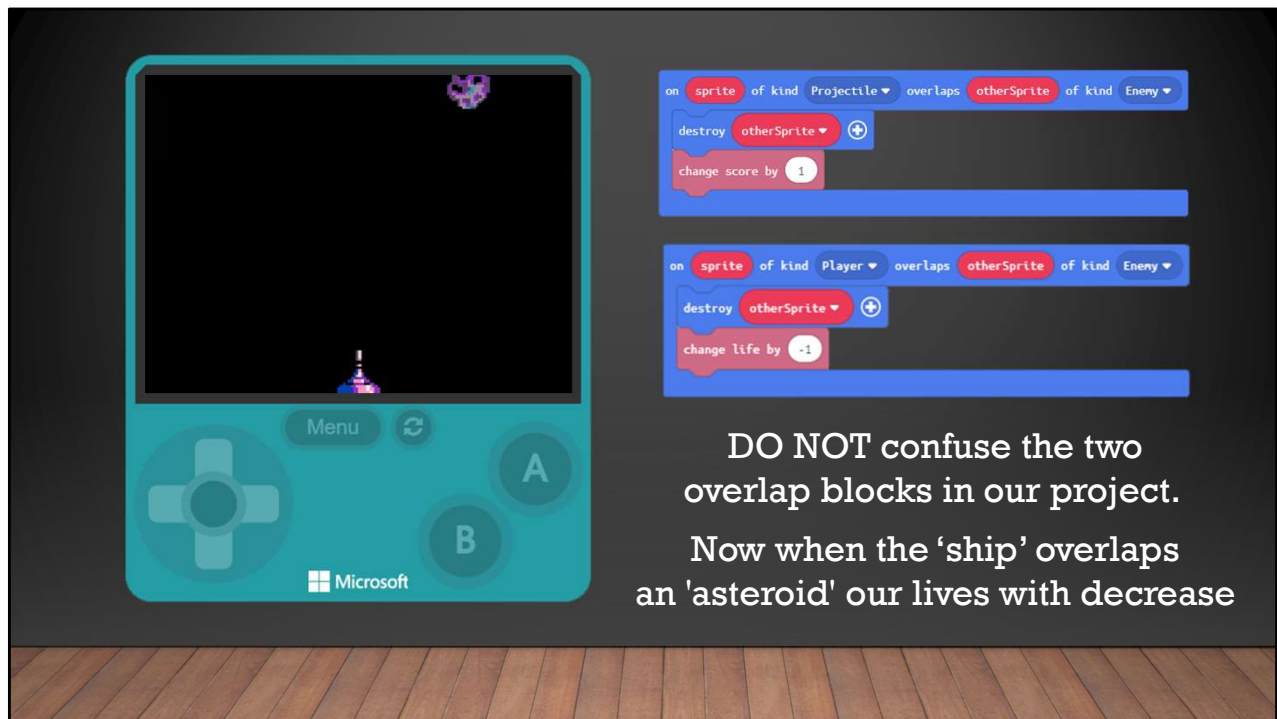 on sprite of kind Projectile overlaps otherSprite of kind Enemy
destroy otherSprite
change score by 1
on sprite of kind Player overlaps otherSprite of kind Enemy
destroy otherSprite
change life by -1
Menu
A
B
Microsoft
DO NOT confuse the two
overlap blocks in our project.
Now when the ‘ship’ overlaps
an 'asteroid' our lives with decrease